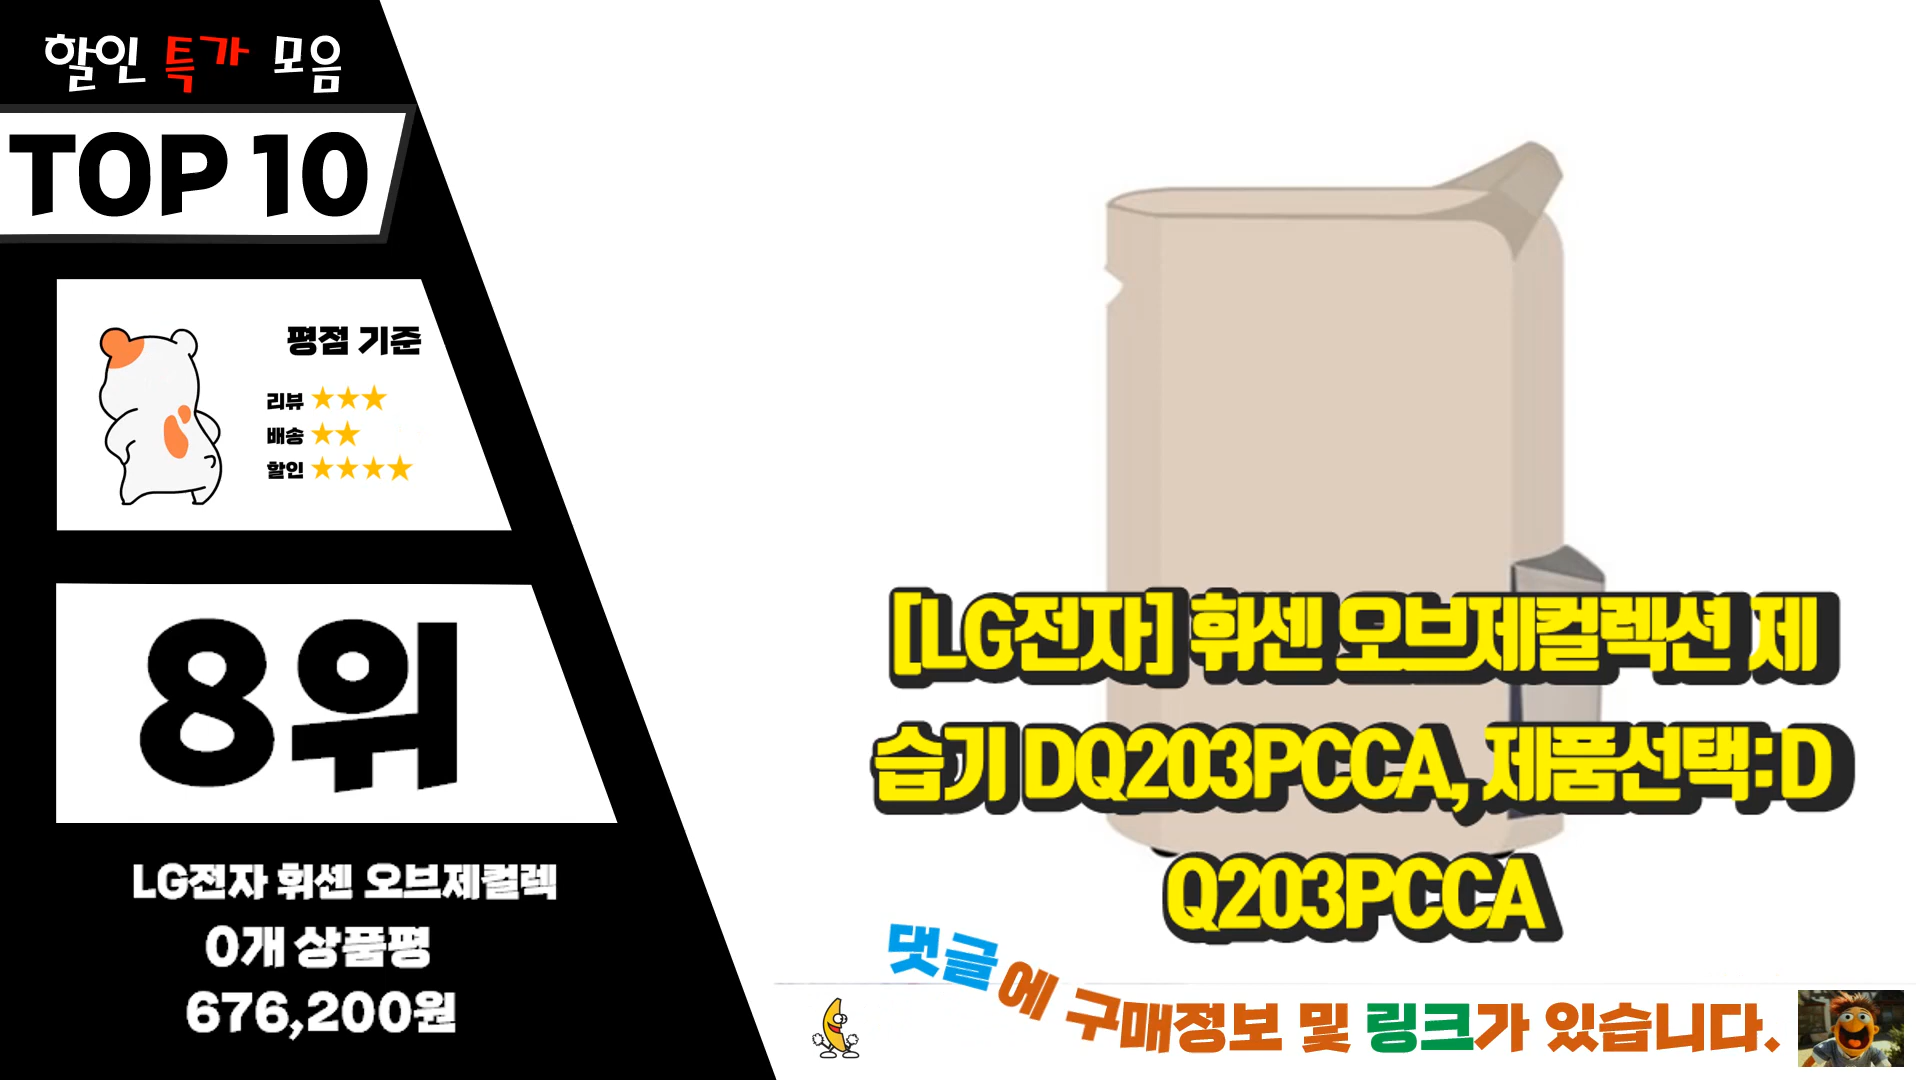 할인 특가 모음
TOP 10
평점 기준
리뷰 ★★★
배송 ★★
할인 ★★★★
8위
LG전자 휘센 오브제컬렉
0개 상품평
676,200원
[LG전자] 휘센 오브제컬렉션 제
습기 DQ203PCCA, 제품선택:D
Q203PCCA
댓글에 구매정보 및 링크가 있습니다.